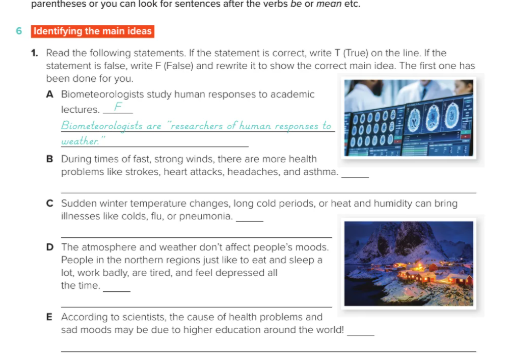 parentheses or you can look for sentences after the verbs be or mean etc.
6 Identifying the main ideas
1. Read the following statements. If the statement is correct, write T (True) on the line. If the
statement is false, write F (False) and rewrite it to show the correct main idea. The first one has
been done for you.
A Biometeorologists study human responses to academic
lectures. F
Biometeorologists are "researchers of human responses to
weather."
B During times of fast, strong winds, there are more health
problems like strokes, heart attacks, headaches, and asthma. _____
C Sudden winter temperature changes, long cold periods, or heat and humidity can bring
illnesses like colds, flu, or pneumonia. _____
D The atmosphere and weather don't affect people's moods.
People in the northern regions just like to eat and sleep a
lot, work badly, are tired, and feel depressed all
the time. _____
E According to scientists, the cause of health problems and
sad moods may be due to higher education around the world! _____